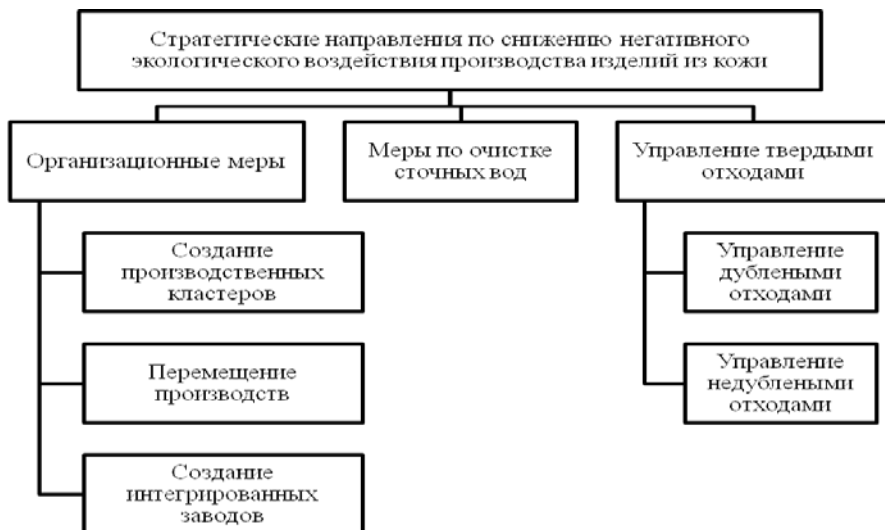 Стратегические направления по снижению негативного
экологического воздействия производства изделий из кожи
Организационные меры
Меры по очистке
сточных вод
Управление твердыми
отходами
Создание
производственных
кластеров
Перемещение
производств
Создание
интегрированных
заводов
Управление
дублеными
отходами
Управление
недублеными
отходами